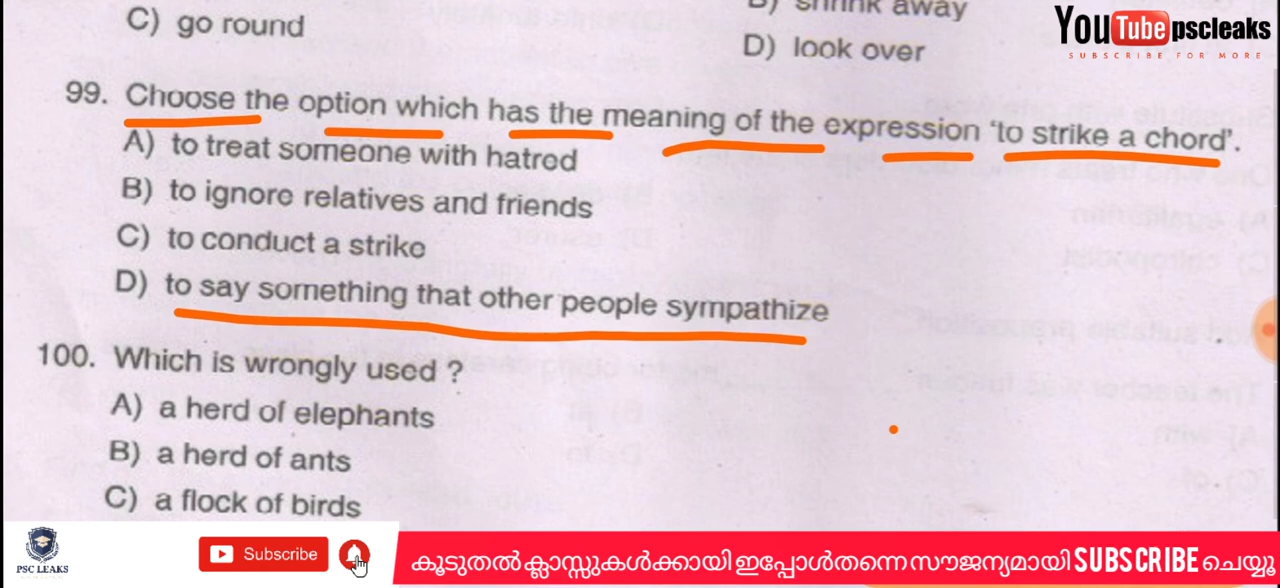 C) go round
D) shrink away
D) look over
YouTube pscleaks
SUBSCRIBE FOR MORE
99. Choose the option which has the meaning of the expression ‘to strike a chord’.
A) to treat someone with hatred
B) to ignore relatives and friends
C) to conduct a strike
D) to say something that other people sympathize
100. Which is wrongly used ?
A) a herd of elephants
B) a herd of ants
C) a flock of birds
PSC LEAKS
Subscribe
കൂടുതൽ ക്ലാസ്സുകൾക്കായി ഇപ്പോൾതന്നെ സൗജന്യമായി SUBSCRIBE ചെയ്യൂ